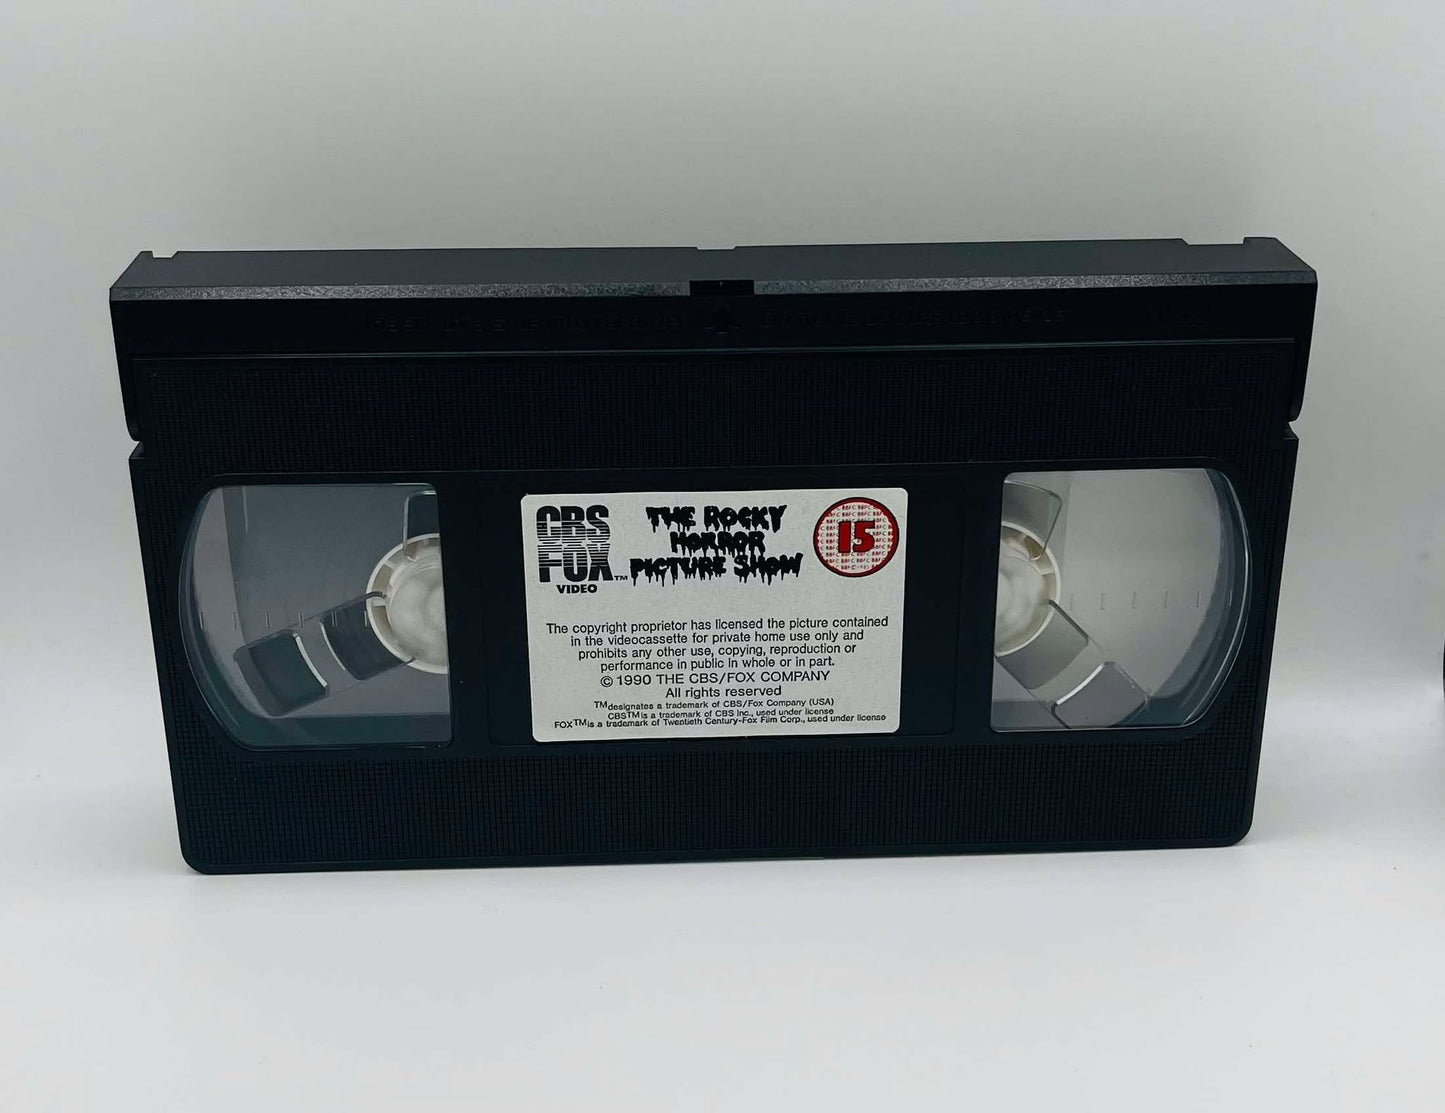 CBS
FOX™
VIDEO
THE ROCKY
HORROR
PICTURE SHOW
15
The copyright proprietor has licensed the picture contained
in the videocassette for private home use only and
prohibits any other use, copying, reproduction or
performance in public in whole or in part.
© 1990 THE CBS/FOX COMPANY
All rights reserved
TM designates a trademark of CBS/Fox Company (USA)
CBS TM is a trademark of CBS Inc., used under license
FOX TM is a trademark of Twentieth Century-Fox Film Corp., used under license